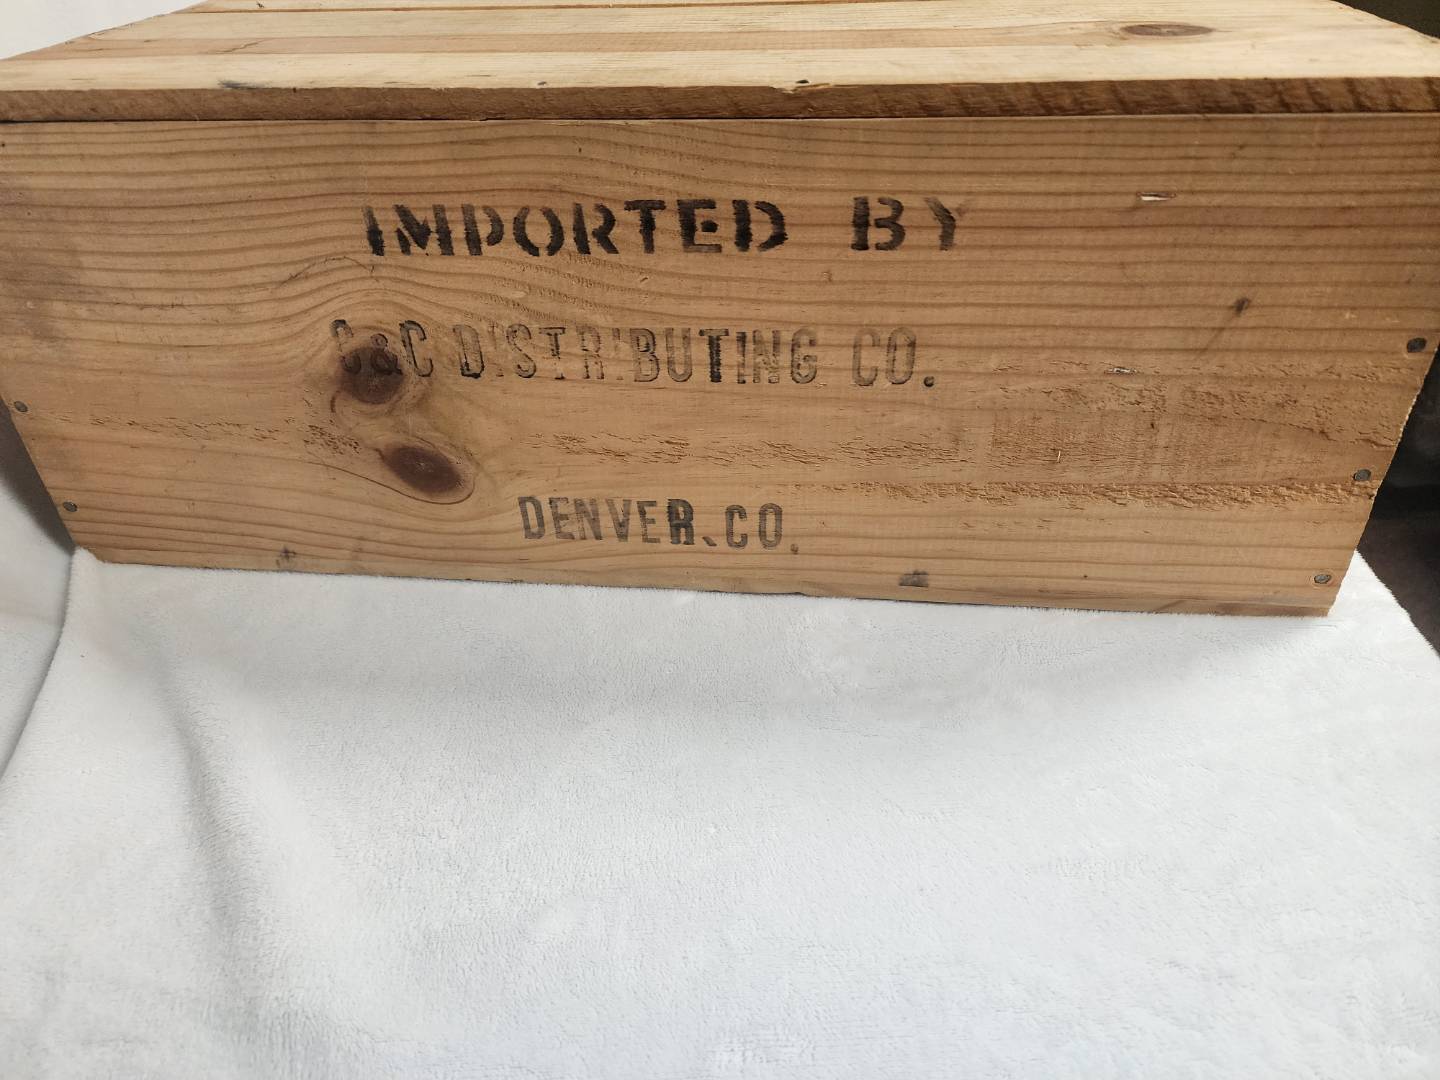 IMPORTED BY
C&C DISTRIBUTING CO.
DENVER, CO.